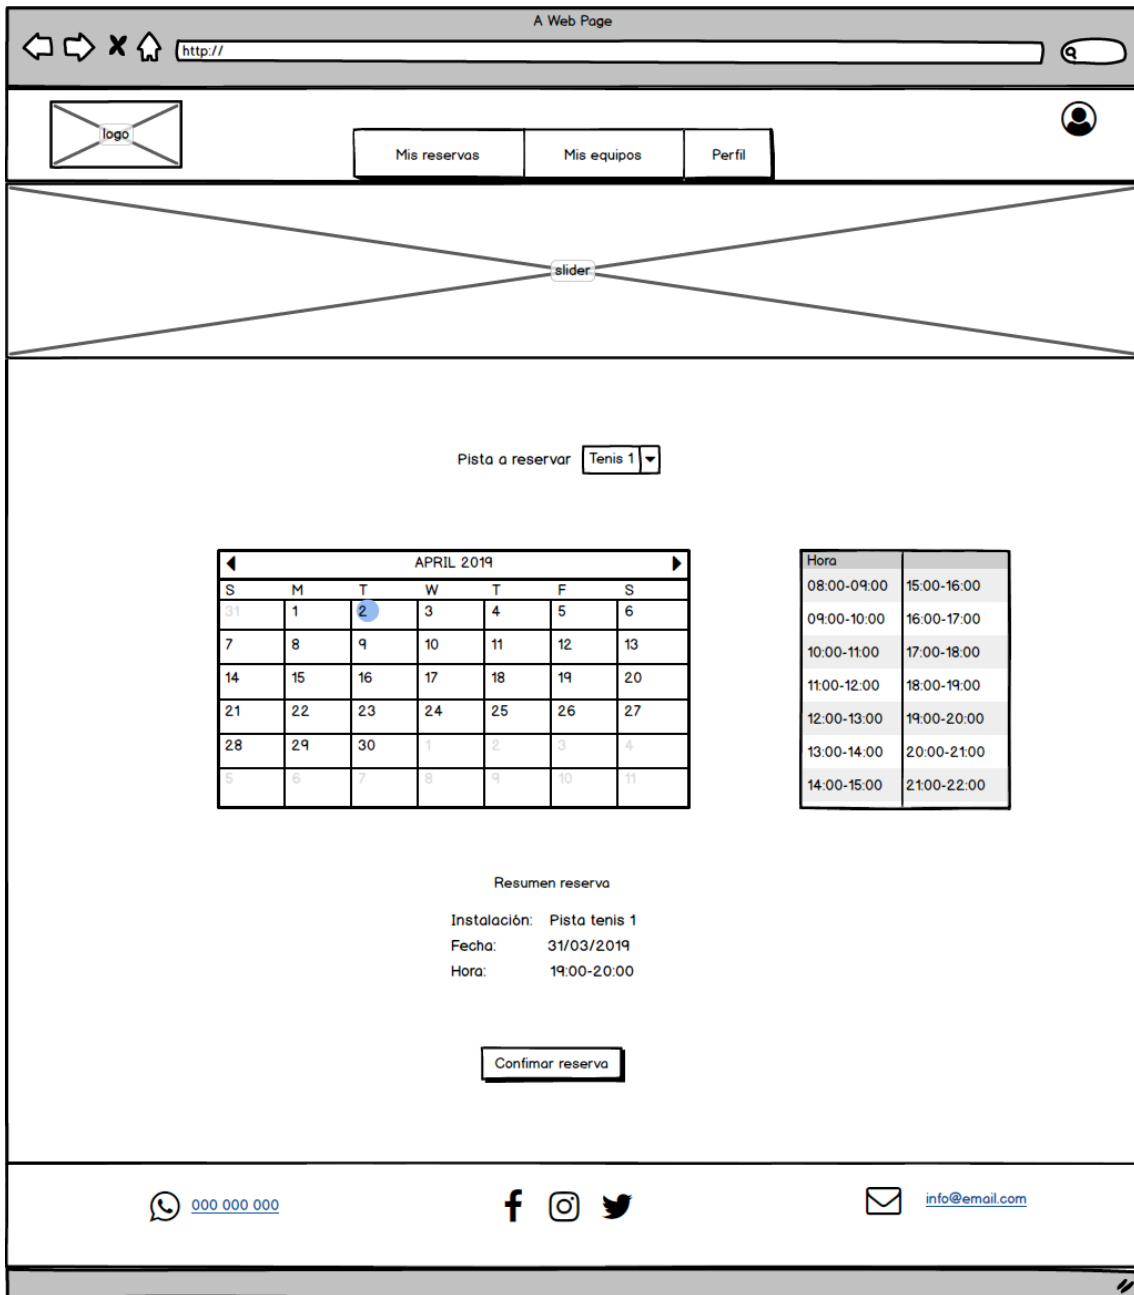 A Web Page
http://
logo
Mis reservas Mis equipos Perfil
slider
Pista a reservar Tenis 1
APRIL 2019
S M T W T F S
31 1 2 3 4 5 6
7 8 9 10 11 12 13
14 15 16 17 18 19 20
21 22 23 24 25 26 27
28 29 30 1 2 3 4
5 6 7 8 9 10 11
Hora
08:00-09:00 15:00-16:00
09:00-10:00 16:00-17:00
10:00-11:00 17:00-18:00
11:00-12:00 18:00-19:00
12:00-13:00 19:00-20:00
13:00-14:00 20:00-21:00
14:00-15:00 21:00-22:00
Resumen reserva
Instalación: Pista tenis 1
Fecha: 31/03/2019
Hora: 19:00-20:00
Confimar reserva
000 000 000
info@email.com